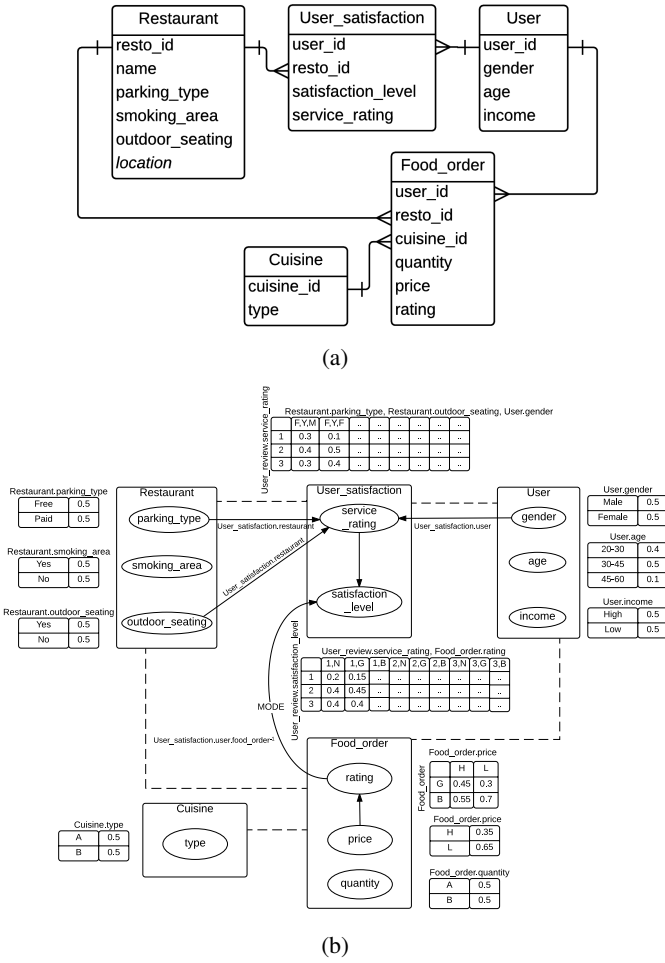 Restaurant
resto_id
name
parking_type
smoking_area
outdoor_seating
location
User_satisfaction
user_id
resto_id
satisfaction_level
service_rating
User
user_id
gender
age
income
Food_order
user_id
resto_id
cuisine_id
quantity
price
rating
Cuisine
cuisine_id
type
(a)
Restaurant.parking_type, Restaurant.outdoor_seating, User.gender
User_review.service_rating
F,Y,M F,Y,F .. .. .. .. .. ..
1 0.3 0.1 .. .. .. .. .. ..
2 0.4 0.5 .. .. .. .. .. ..
3 0.3 0.4 .. .. .. .. .. ..
Restaurant.parking_type
Free 0.5
Paid 0.5
Restaurant.smoking_area
Yes 0.5
No 0.5
Restaurant.outdoor_seating
Yes 0.5
No 0.5
Restaurant
parking_type
smoking_area
outdoor_seating
User_satisfaction.restaurant
User_satisfaction.restaurant
User_satisfaction
service
_rating
satisfaction
_level
User_satisfaction.user
User
gender
age
income
User.gender
Male 0.5
Female 0.5
User.age
20-30 0.4
30-45 0.5
45-60 0.1
User.income
High 0.5
Low 0.5
User_review.service_rating, Food_order.rating
User_review.satisfaction_level
1,N 1,G 1,B 2,N 2,G 2,B 3,N 3,G 3,B
1 0.2 0.15 .. .. .. .. .. .. ..
2 0.4 0.45 .. .. .. .. .. .. ..
3 0.4 0.4 .. .. .. .. .. .. ..
MODE
User_satisfaction.user.food_order-1
Food_order
rating
price
quantity
Food_order.price
Food_order
H L
G 0.45 0.3
B 0.55 0.7
Food_order.price
H 0.35
L 0.65
Food_order.quantity
A 0.5
B 0.5
Cuisine
type
Cuisine.type
A 0.5
B 0.5
(b)